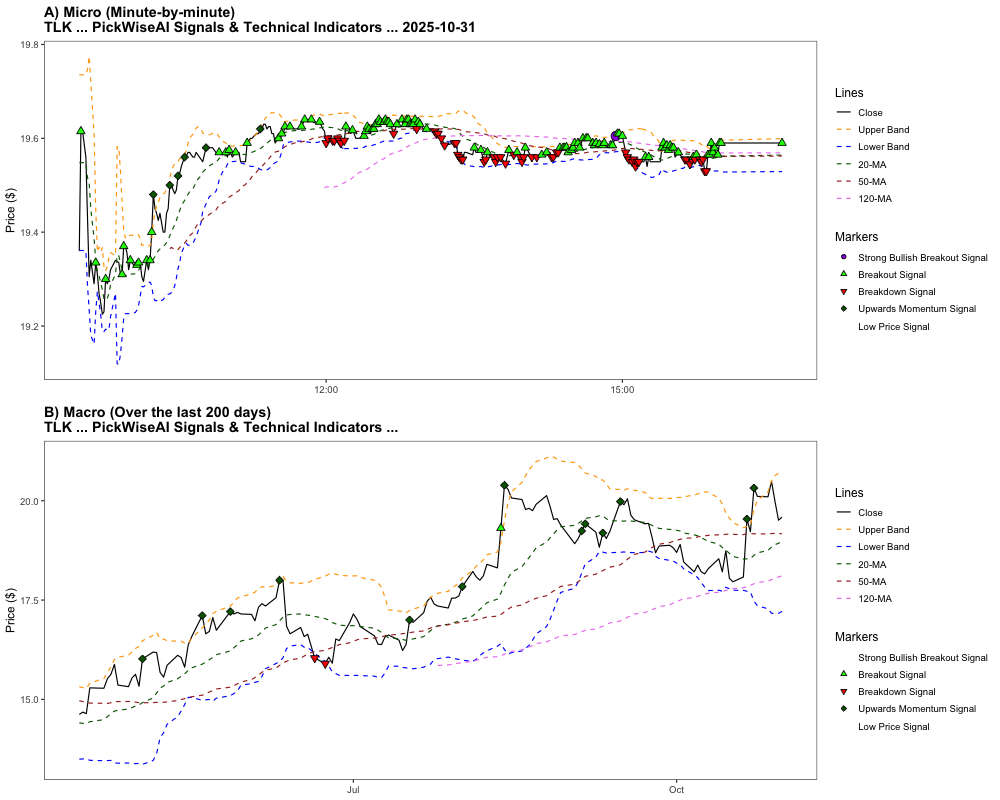 A) Micro (Minute-by-minute)
TLK ... PickWiseAI Signals & Technical Indicators ... 2025-10-31
19.8
19.6
19.4
19.2
Price ($)
12:00
15:00
Lines
Close
Upper Band
Lower Band
20-MA
50-MA
120-MA
Markers
Strong Bullish Breakout Signal
Breakout Signal
Breakdown Signal
Upwards Momentum Signal
Low Price Signal
B) Macro (Over the last 200 days)
TLK ... PickWiseAI Signals & Technical Indicators ...
20.0
17.5
15.0
Price ($)
Jul
Oct
Lines
Close
Upper Band
Lower Band
20-MA
50-MA
120-MA
Markers
Strong Bullish Breakout Signal
Breakout Signal
Breakdown Signal
Upwards Momentum Signal
Low Price Signal